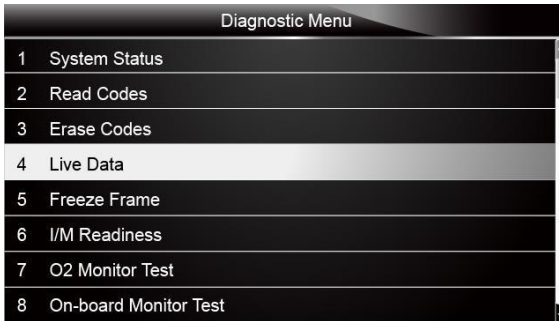 Diagnostic Menu
1 System Status
2 Read Codes
3 Erase Codes
4 Live Data
5 Freeze Frame
6 I/M Readiness
7 O2 Monitor Test
8 On-board Monitor Test